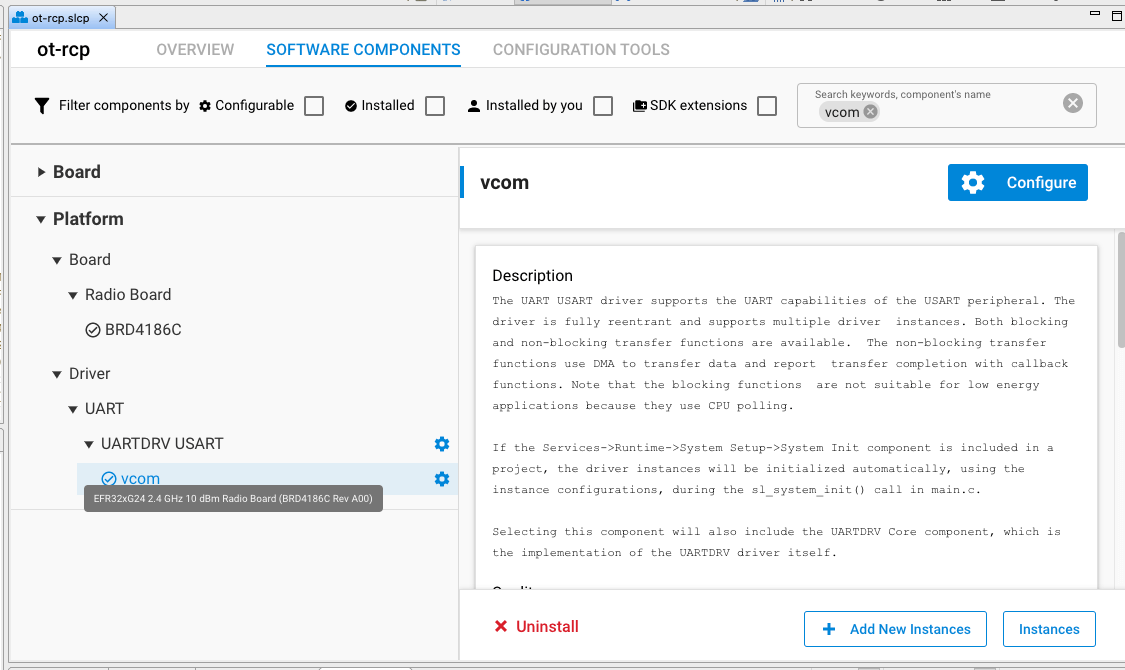 ot-rcp.slcp
ot-rcp
OVERVIEW
SOFTWARE COMPONENTS
CONFIGURATION TOOLS
Filter components by
Configurable
Installed
Installed by you
SDK extensions
Search keywords, component's name
vcom
Board
Platform
Board
Radio Board
BRD4186C
Driver
UART
UARTDRV USART
vcom
EFR32xG24 2.4 GHz 10 dBm Radio Board (BRD4186C Rev A00)
vcom
Configure
Description
The UART USART driver supports the UART capabilities of the USART peripheral. The
driver is fully reentrant and supports multiple driver  instances. Both blocking
and non-blocking transfer functions are available.  The non-blocking transfer
functions use DMA to transfer data and report  transfer completion with callback
functions. Note that the blocking functions  are not suitable for low energy
applications because they use CPU polling.
If the Services->Runtime->System Setup->System Init component is included in a
project, the driver instances will be initialized automatically, using the
instance configurations, during the sl_system_init() call in main.c.
Selecting this component will also include the UARTDRV Core component, which is
the implementation of the UARTDRV driver itself.
Uninstall
Add New Instances
Instances